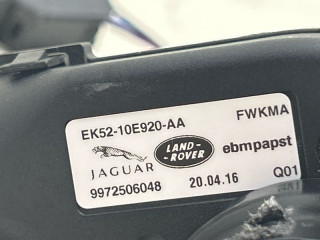 EK52-10E920-AA FWKMA
JAGUAR LAND-ROVER ebmpapst
9972506048 20.04.16 Q01